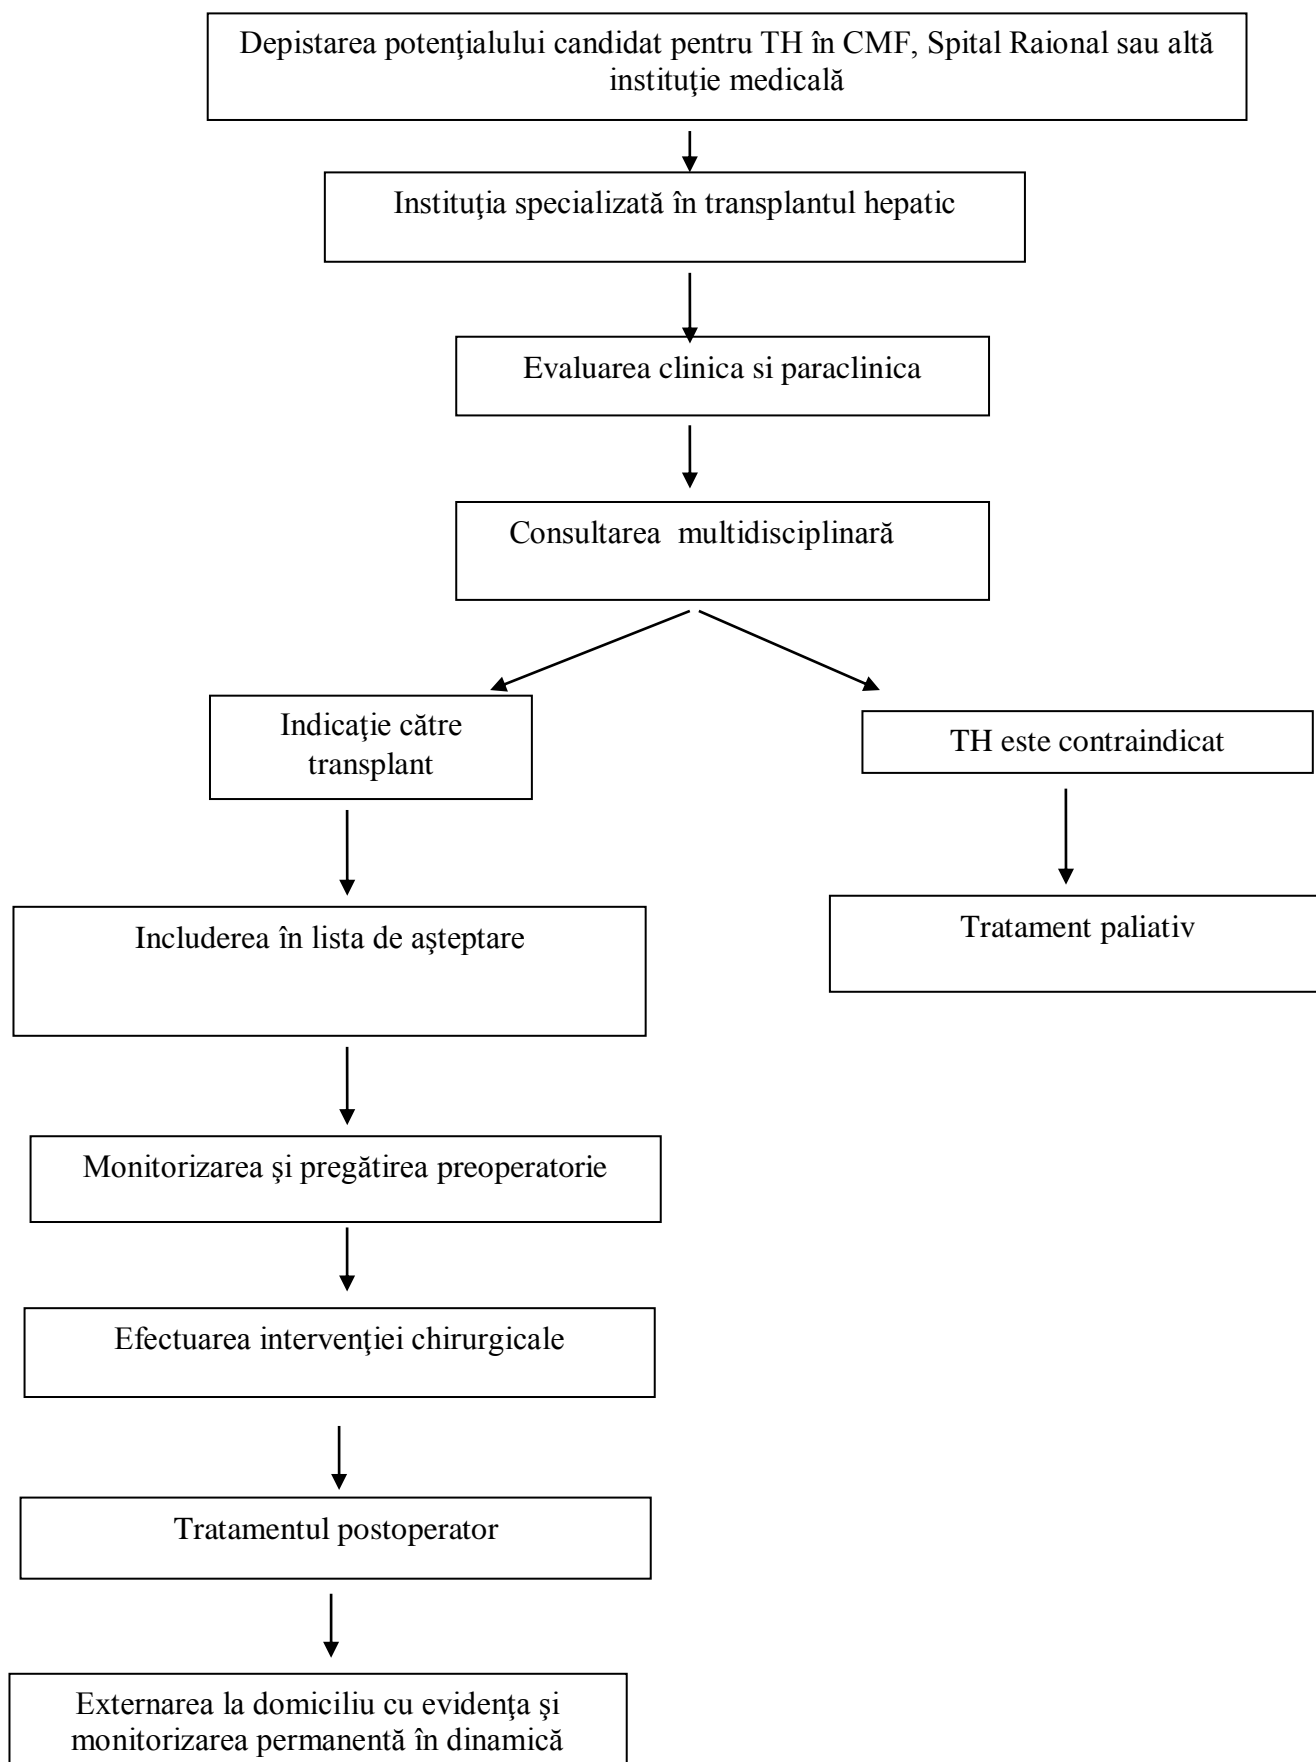 Depistarea potenţialului candidat pentru TH în CMF, Spital Raional sau altă
instituţie medicală
Instituţia specializată în transplantul hepatic
Evaluarea clinica si paraclinica
Consultarea  multidisciplinară
Indicaţie către
transplant
TH este contraindicat
Includerea în lista de aşteptare
Tratament paliativ
Monitorizarea şi pregătirea preoperatorie
Efectuarea intervenţiei chirurgicale
Tratamentul postoperator
Externarea la domiciliu cu evidenţa şi
monitorizarea permanentă în dinamică